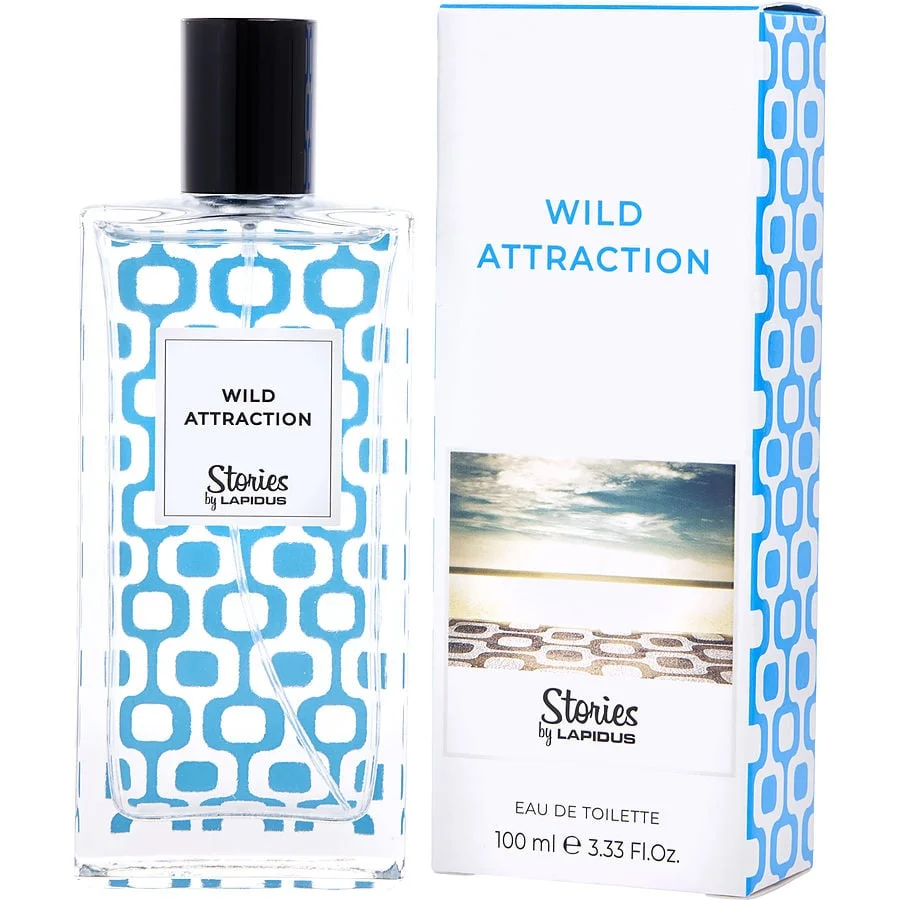 WILD
ATTRACTION
Stories
by LAPIDUS
WILD
ATTRACTION
Stories
by LAPIDUS
EAU DE TOILETTE
100 ml ℮ 3.33 Fl.Oz.